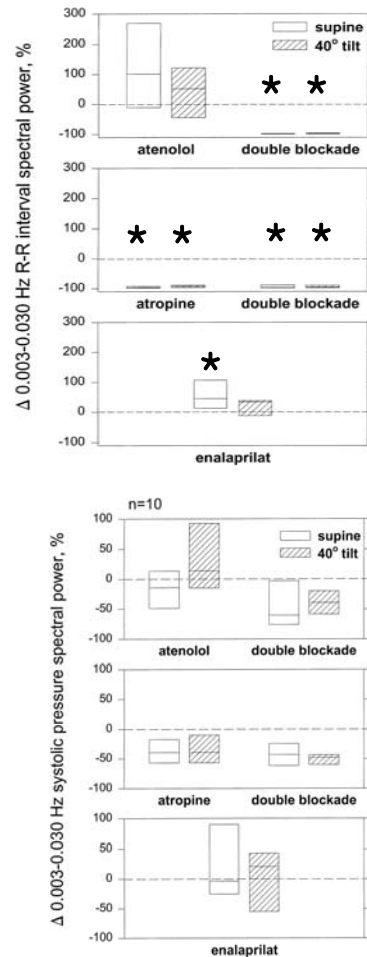 Δ 0.003-0.030 Hz R-R interval spectral power, %
300
200
100
0
-100
supine
40° tilt
* *
atenolol double blockade
300
200
100
0
-100
* * * *
atropine double blockade
300
200
100
0
-100
*
enalaprilat
Δ 0.003-0.030 Hz systolic pressure spectral power, %
n=10
100
50
0
-50
-100
supine
40° tilt
atenolol double blockade
100
50
0
-50
-100
atropine double blockade
100
50
0
-50
-100
enalaprilat